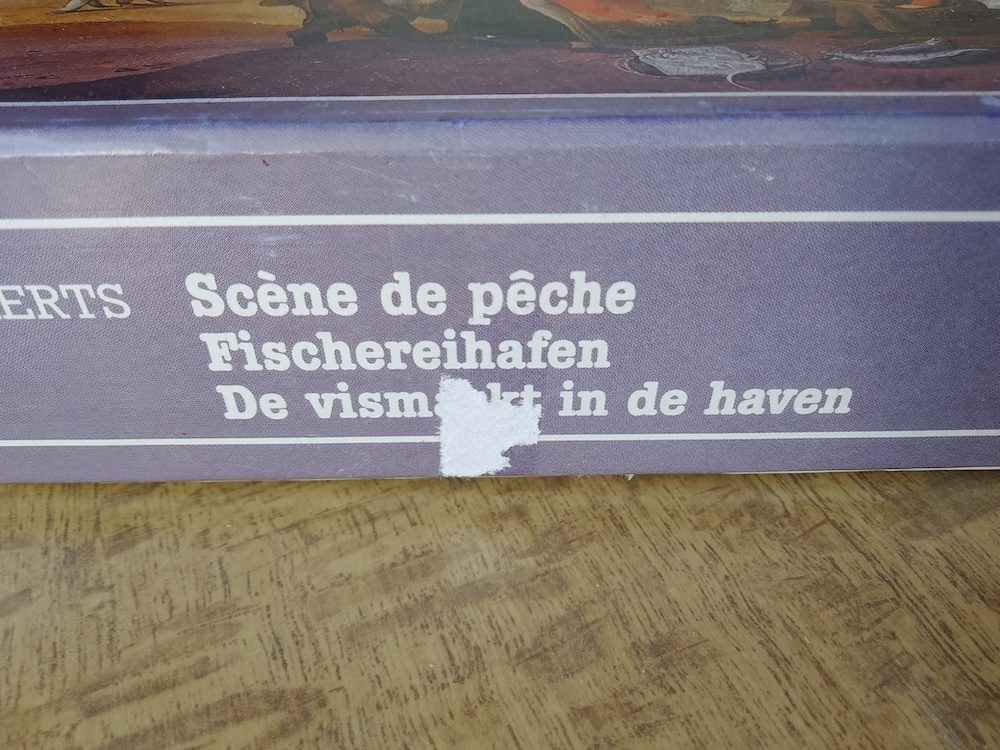 ERTS
Scène de pêche
Fischereihafen
De in de haven